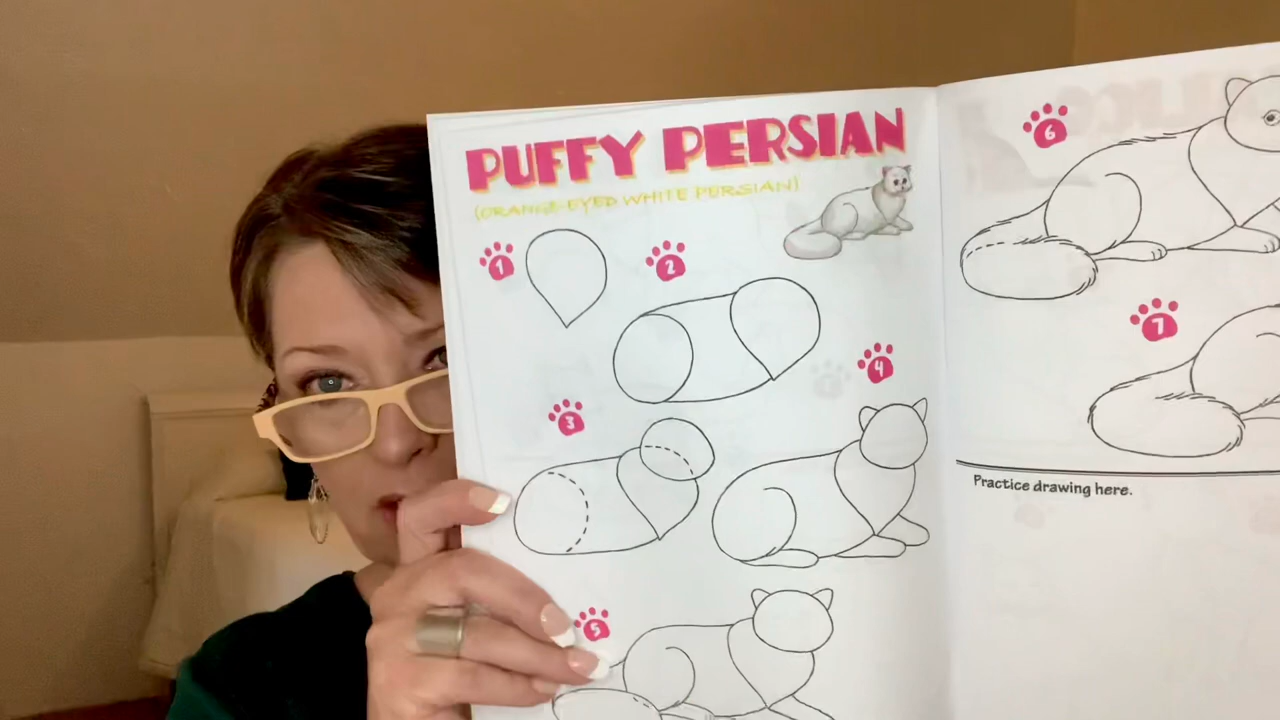 PUFFY PERSIAN
(ORANGE-EYED WHITE PERSIAN)
1
2
3
4
5
6
7
Practice drawing here.